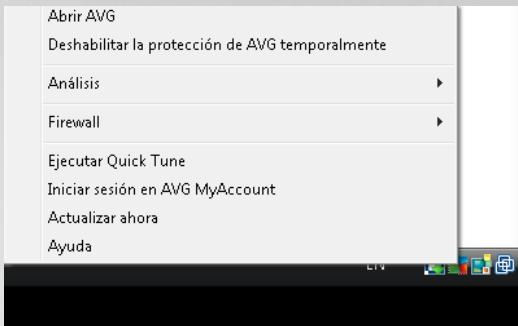 Abrir AVG
Deshabilitar la protección de AVG temporalmente
Análisis
Firewall
Ejecutar Quick Tune
Iniciar sesión en AVG MyAccount
Actualizar ahora
Ayuda
EN